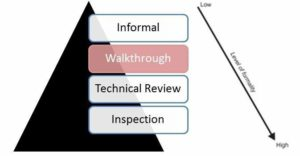 Low
Informal
Walkthrough
Level of formality
Technical Review
Inspection
High